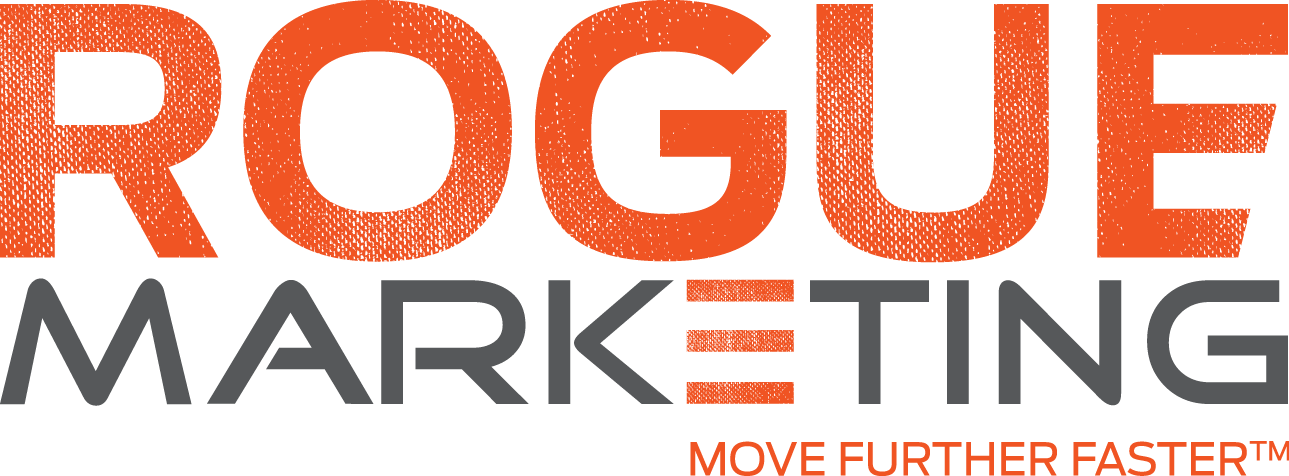 ROGUE
MARKETING
MOVE FURTHER FASTER™